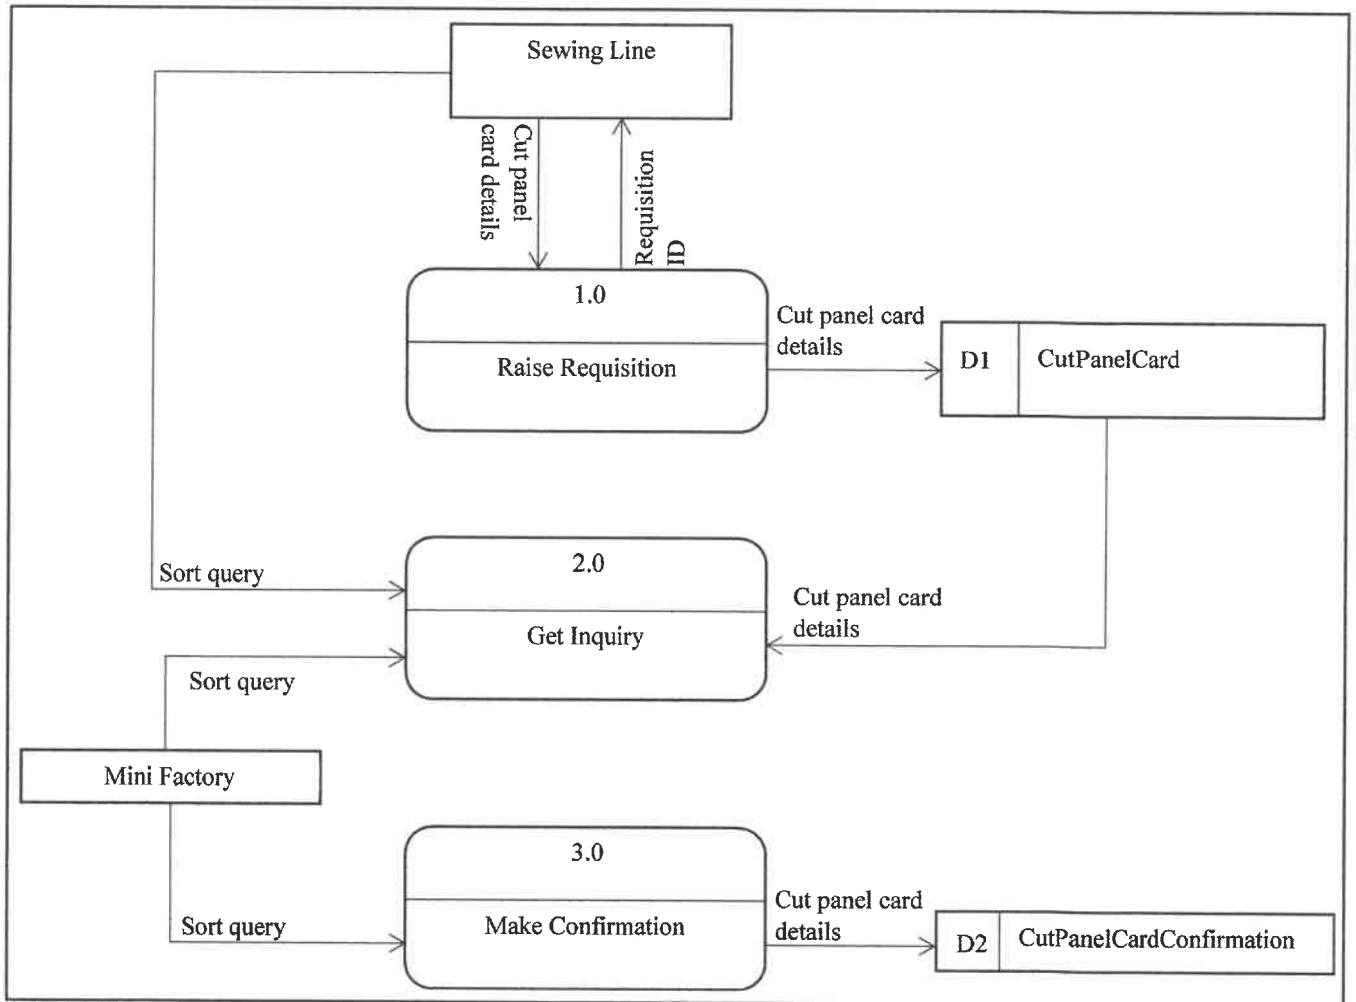 Sewing Line
Cut panel
card details
Requisition
ID
1.0
Raise Requisition
Cut panel card
details
D1
CutPanelCard
2.0
Get Inquiry
Sort query
Cut panel card
details
Sort query
Mini Factory
3.0
Make Confirmation
Sort query
Cut panel card
details
D2
CutPanelCardConfirmation